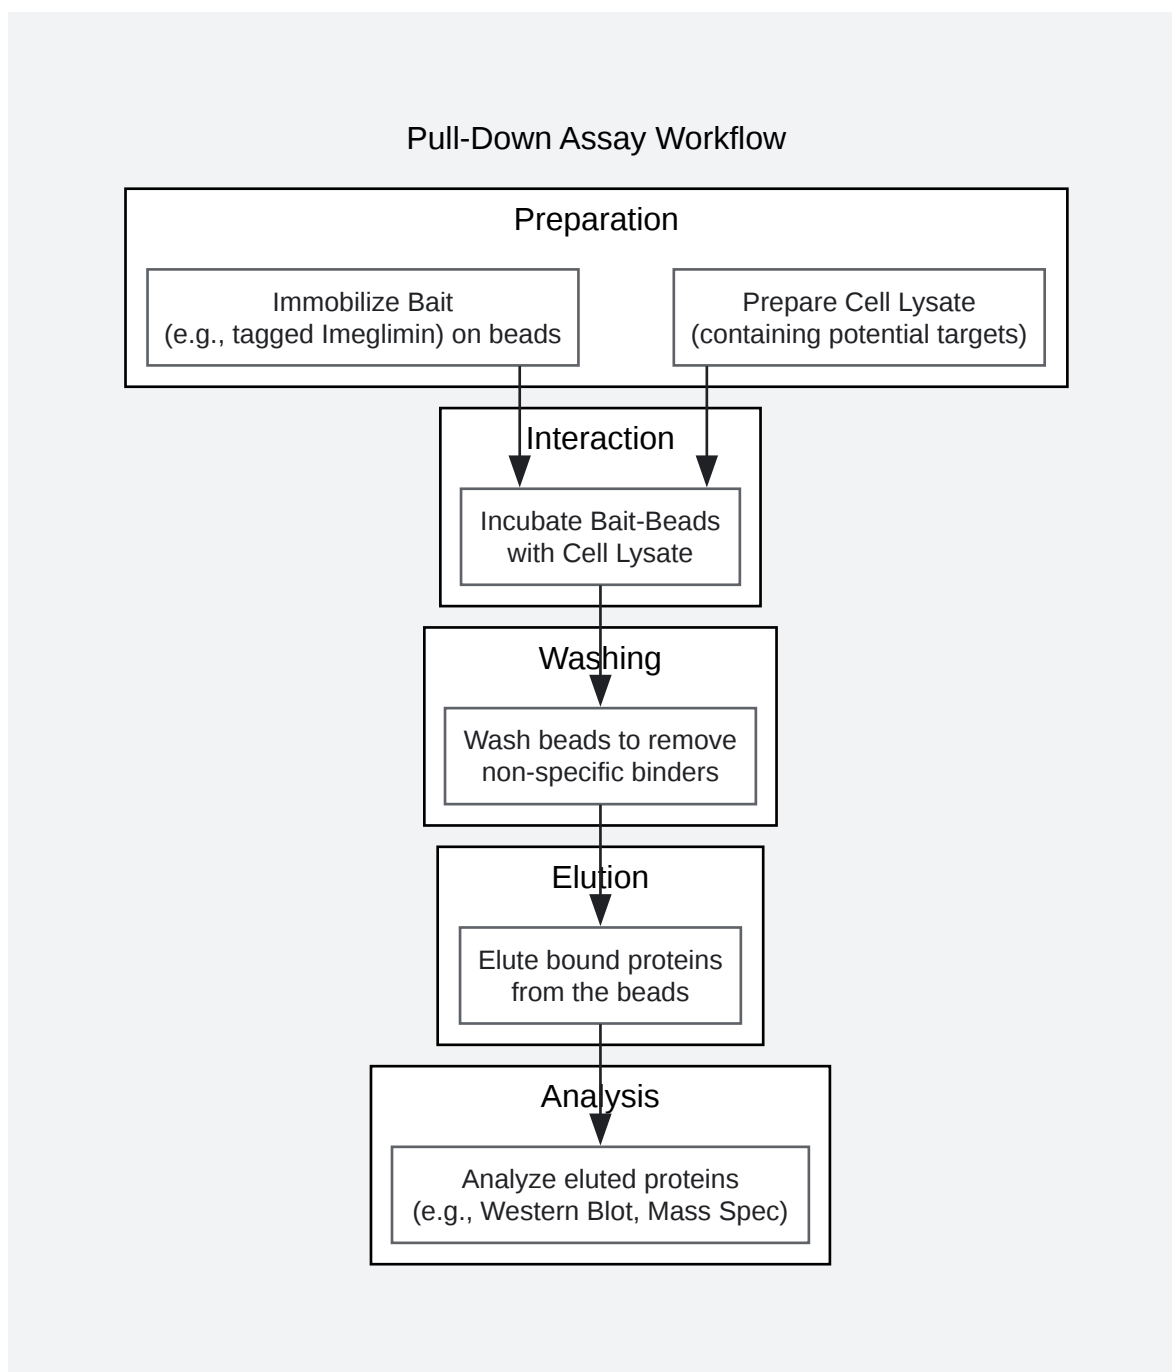 Pull-Down Assay Workflow
Preparation
Immobilize Bait
(e.g., tagged Imeglimin) on beads
Prepare Cell Lysate
(containing potential targets)
Interaction
Incubate Bait-Beads
with Cell Lysate
Washing
Wash beads to remove
non-specific binders
Elution
Elute bound proteins
from the beads
Analysis
Analyze eluted proteins
(e.g., Western Blot, Mass Spec)